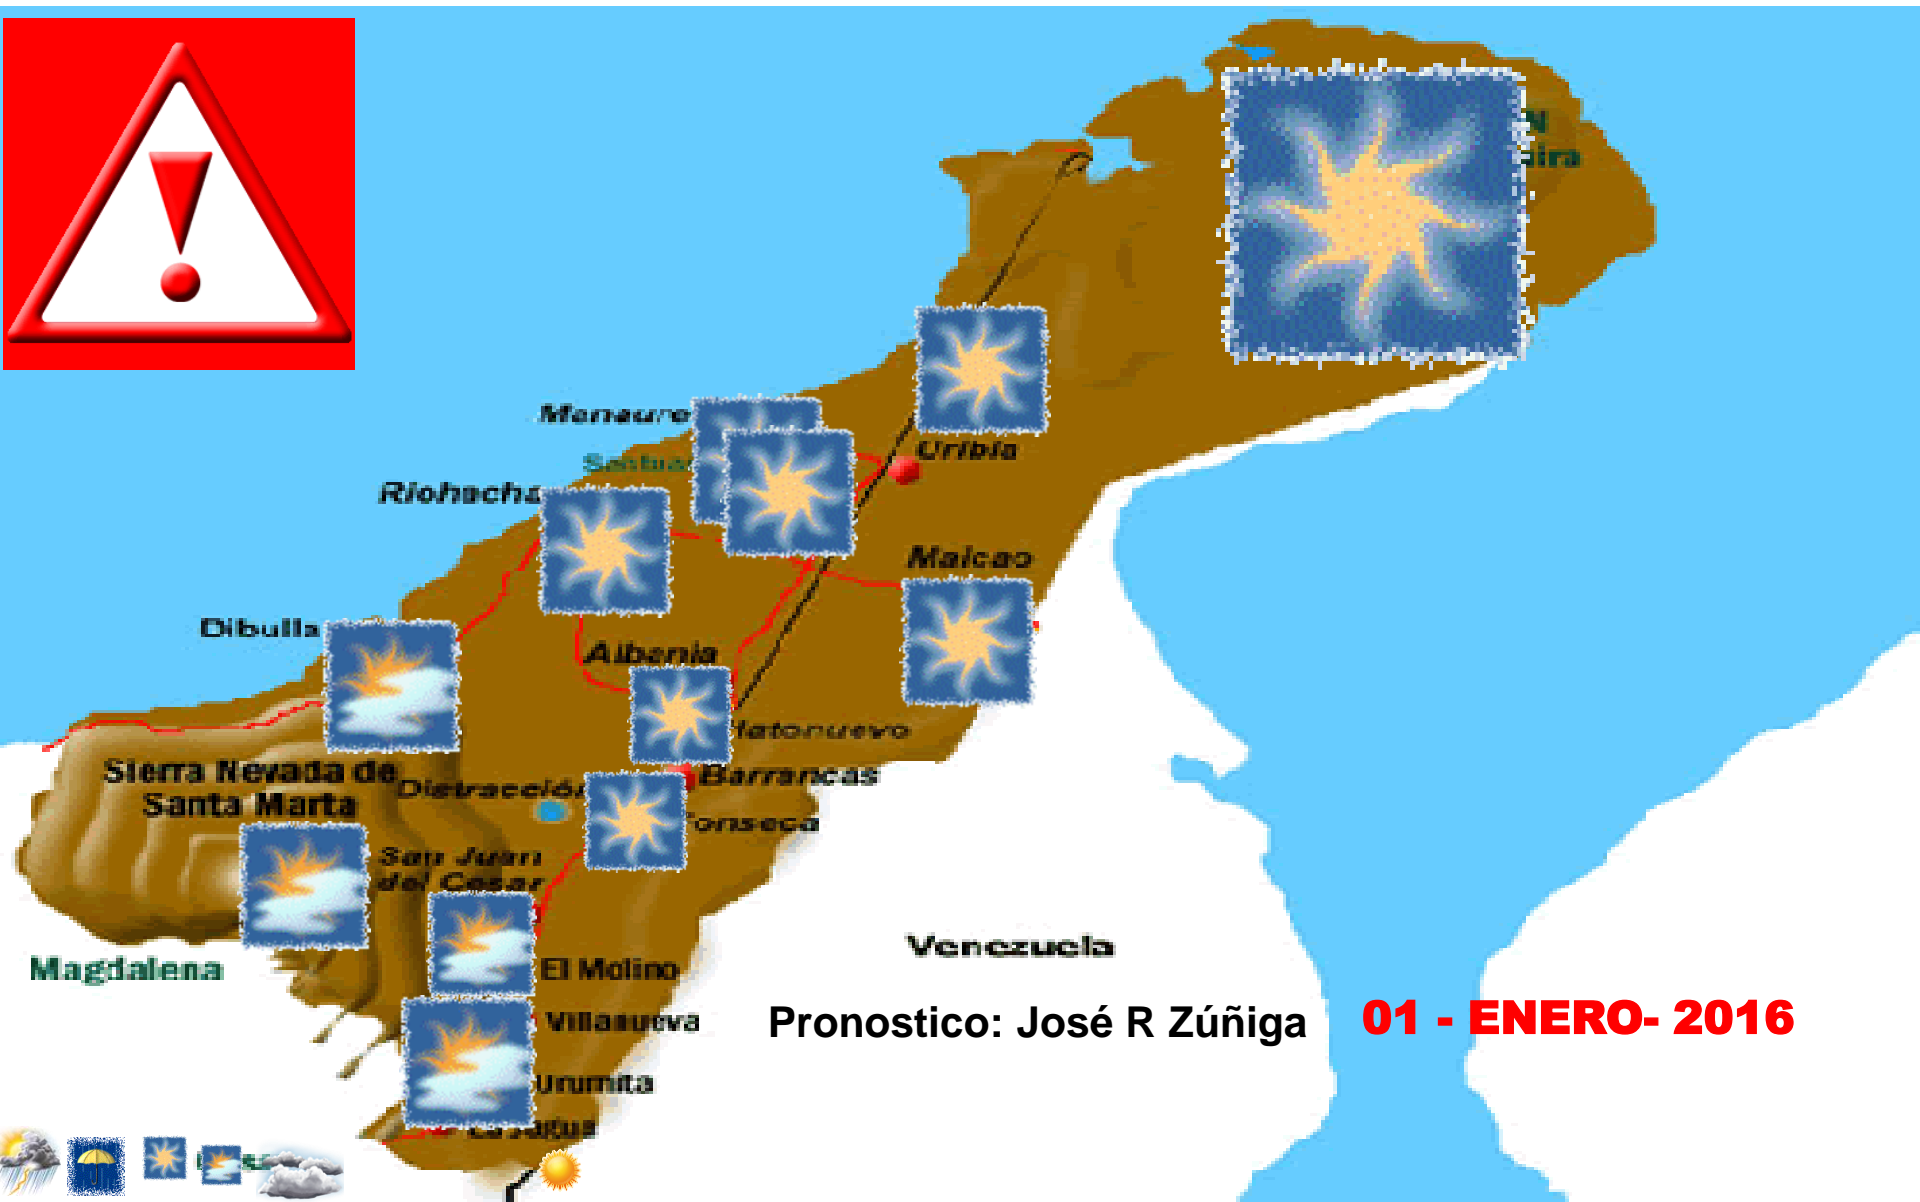 Manaure
Riohacha
Uribia
Maicao
Dibulla
Albania
Barrancas
Sierra Nevada de
Santa Marta
Distracción
San Juan
del Cesar
El Molino
Magdalena
Venezuela
Villanueva
Urumita
Pronostico: José R Zúñiga
01 - ENERO- 2016